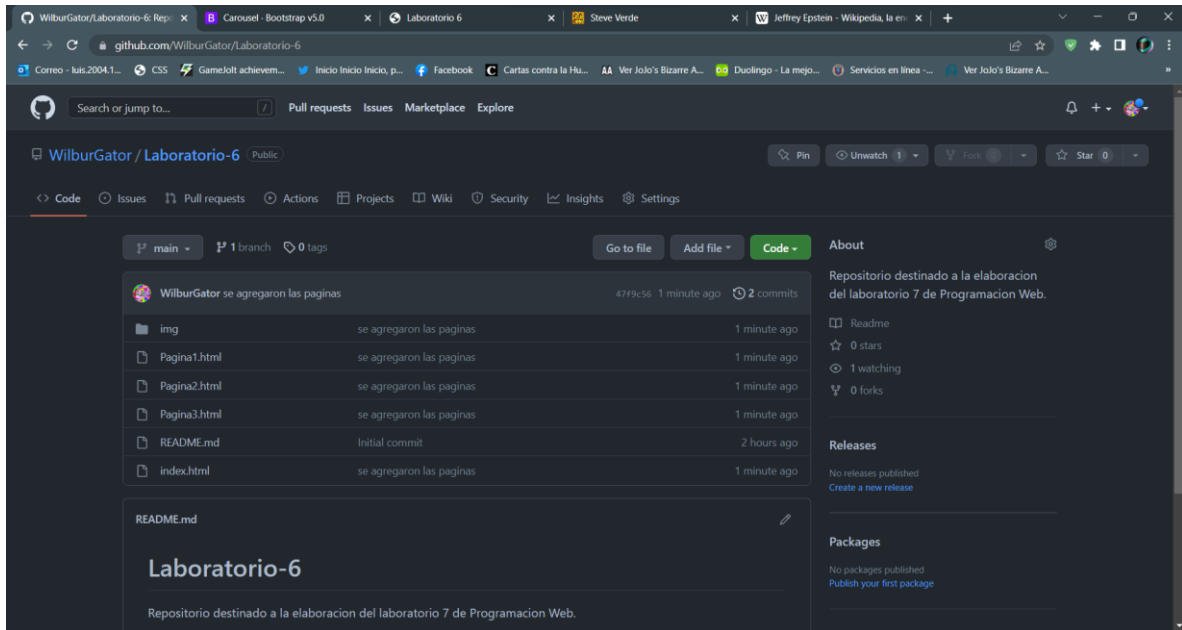 WilburGator/Laboratorio-6: Repo
Carousel · Bootstrap v5.0
Laboratorio 6
Steve Verde
Jeffrey Epstein - Wikipedia, la en
github.com/WilburGator/Laboratorio-6
Correo - luis.2004.1...
CSS
GameJolt achievem...
Inicio Inicio Inicio, p...
Facebook
Cartas contra la Hu...
Ver JoJo's Bizarre A...
Duolingo - La mejo...
Servicios en línea -...
Ver JoJo's Bizarre A...
»
Search or jump to... /
Pull requests Issues Marketplace Explore
WilburGator / Laboratorio-6 Public
Pin
Unwatch 1
Fork 0
Star 0
Code Issues Pull requests Actions Projects Wiki Security Insights Settings
main 1 branch 0 tags
Go to file Add file Code
WilburGator se agregaron las paginas 47f9c56 1 minute ago 2 commits
img se agregaron las paginas 1 minute ago
Pagina1.html se agregaron las paginas 1 minute ago
Pagina2.html se agregaron las paginas 1 minute ago
Pagina3.html se agregaron las paginas 1 minute ago
README.md Initial commit 2 hours ago
index.html se agregaron las paginas 1 minute ago
README.md
Laboratorio-6
Repositorio destinado a la elaboracion del laboratorio 7 de Programacion Web.
About
Repositorio destinado a la elaboracion
del laboratorio 7 de Programacion Web.
Readme
0 stars
1 watching
0 forks
Releases
No releases published
Create a new release
Packages
No packages published
Publish your first package